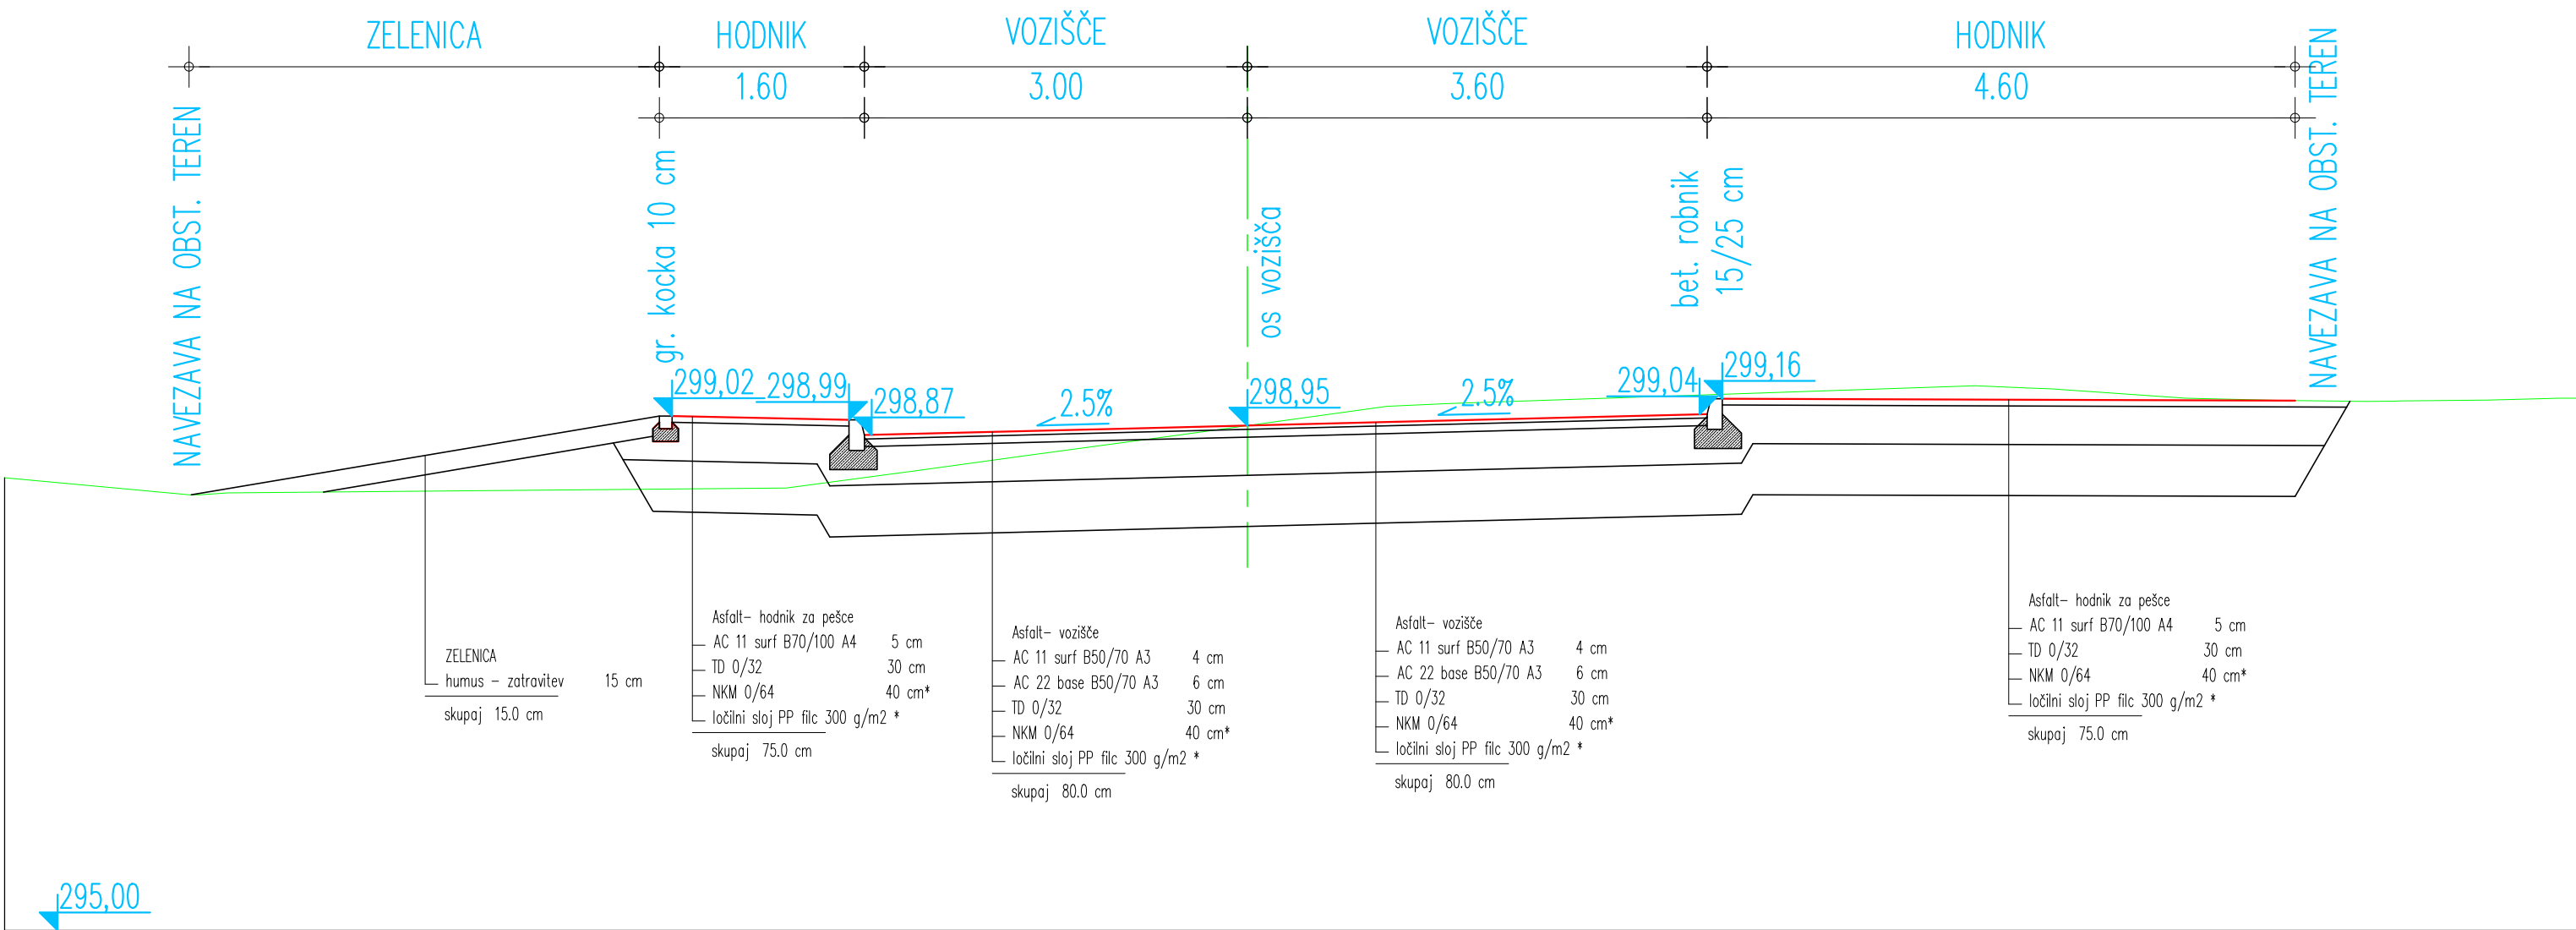 ZELENICA
HODNIK
VOZIŠČE
VOZIŠČE
HODNIK
1.60
3.00
3.60
4.60
NAVEZAVA NA OBST. TEREN
gr. kocka 10 cm
os vozišča
bet. robnik
15/25 cm
NAVEZAVA NA OBST. TEREN
299,02
298,99
298,87
2.5%
298,95
2.5%
299,04
299,16
ZELENICA
humus - zatravitev 15 cm
skupaj 15.0 cm
Asfalt- hodnik za pešce
AC 11 surf B70/100 A4 5 cm
TD 0/32 30 cm
NKM 0/64 40 cm*
ločilni sloj PP filc 300 g/m2 *
skupaj 75.0 cm
Asfalt- vozišče
AC 11 surf B50/70 A3 4 cm
AC 22 base B50/70 A3 6 cm
TD 0/32 30 cm
NKM 0/64 40 cm*
ločilni sloj PP filc 300 g/m2 *
skupaj 80.0 cm
Asfalt- vozišče
AC 11 surf B50/70 A3 4 cm
AC 22 base B50/70 A3 6 cm
TD 0/32 30 cm
NKM 0/64 40 cm*
ločilni sloj PP filc 300 g/m2 *
skupaj 80.0 cm
Asfalt- hodnik za pešce
AC 11 surf B70/100 A4 5 cm
TD 0/32 30 cm
NKM 0/64 40 cm*
ločilni sloj PP filc 300 g/m2 *
skupaj 75.0 cm
295,00